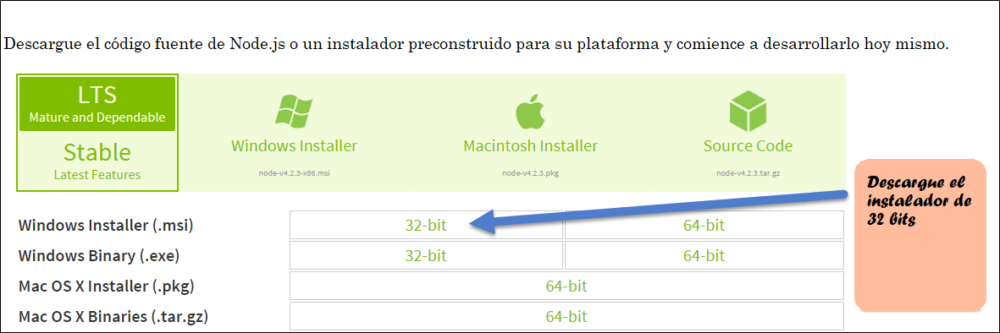 Descargue el código fuente de Node.js o un instalador preconstruido para su plataforma y comience a desarrollarlo hoy mismo.
LTS
Mature and Dependable
Stable
Latest Features
Windows Installer
node-v4.2.3-x86.msi
Macintosh Installer
node-v4.2.3.pkg
Source Code
node-v4.2.3.tar.gz
Descargue el
instalador de
32 bits
Windows Installer (.msi) 32-bit 64-bit
Windows Binary (.exe) 32-bit 64-bit
Mac OS X Installer (.pkg) 64-bit
Mac OS X Binaries (.tar.gz) 64-bit